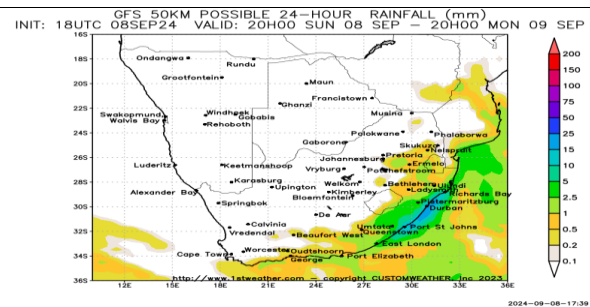 GFS 50KM POSSIBLE 24-HOUR RAINFALL (mm)
INIT: 18UTC 08SEP24 VALID: 20H00 SUN 08 SEP – 20H00 MON 09 SEP
16S
Ondangwa
Rundu
18S
200
Grootfontein
150
20S
Maun
100
Francistown
Ghanzi
75
22S
Swakopmund
Windhoek
Gobabis
Musina
50
Walvis Bay
Rehoboth
Polokwane
Phalaborwa
24S
25
Gaborone
Skukuza
Nelspruit
Pretoria
Johannesburg
15
26S
Luderitz
Keetmanshoop
Vryburg
Potchefstroom
Ermelo
10
28S
Karasburg
Upington
Welkom
Bethlehem
Ulundi
5
Alexander Bay
Kimberley
Ladysmith
Richards Bay
Bloemfontein
2.5
30S
Springbok
Pietermaritzburg
Durban
De Aar
1
Calvinia
Umtata
Port St Johns
32S
Vredendal
Beaufort West
Queenstown
0.5
East London
0.2
34S
Cape Town
Worcester
Oudtshoorn
George
Port Elizabeth
0.1
http://www.1stweather.com – copyright CUSTOMWEATHER, Inc 2023
36S
12E 15E 18E 21E 24E 27E 30E 33E 36E
2024-09-08-17:39